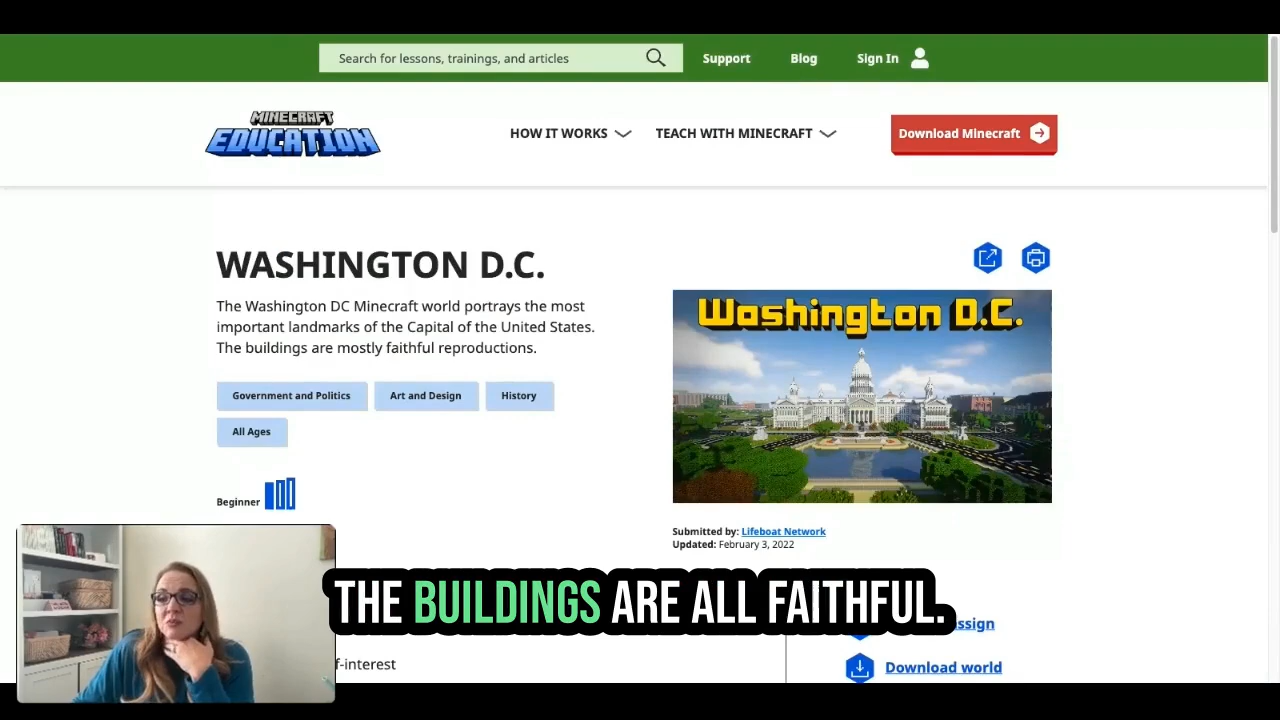 Search for lessons, trainings, and articles
Support
Blog
Sign In
MINECRAFT
EDUCATION
HOW IT WORKS
TEACH WITH MINECRAFT
Download Minecraft
WASHINGTON D.C.
The Washington DC Minecraft world portrays the most
important landmarks of the Capital of the United States.
The buildings are mostly faithful reproductions.
Government and Politics
Art and Design
History
All Ages
Beginner
Washington D.C.
Submitted by: Lifeboat Network
Updated: February 3, 2022
THE BUILDINGS ARE ALL FAITHFUL.
ssign
f-interest
Download world